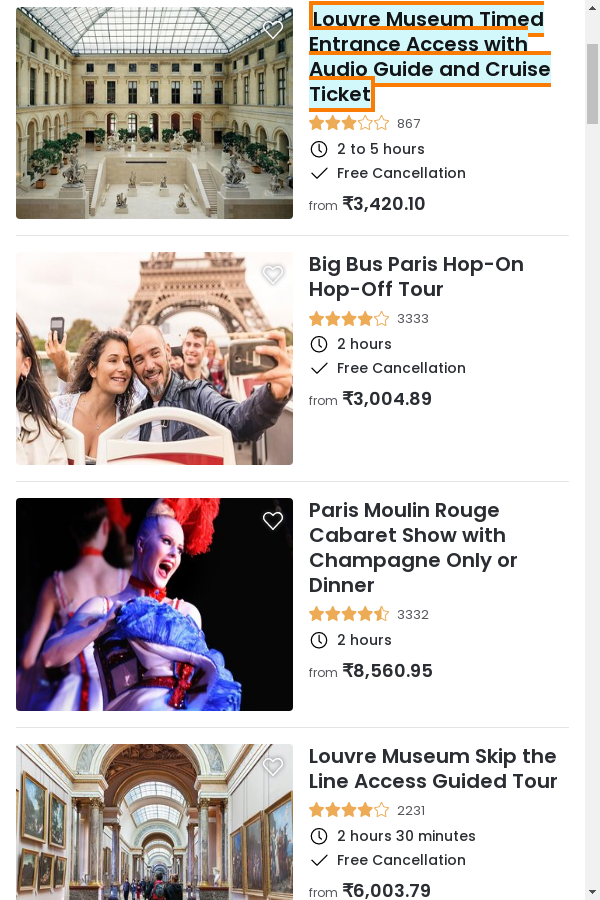 Louvre Museum Timed
Entrance Access with
Audio Guide and Cruise
Ticket
867
2 to 5 hours
Free Cancellation
from ₹3,420.10
Big Bus Paris Hop-On
Hop-Off Tour
3333
2 hours
Free Cancellation
from ₹3,004.89
Paris Moulin Rouge
Cabaret Show with
Champagne Only or
Dinner
3332
2 hours
from ₹8,560.95
Louvre Museum Skip the
Line Access Guided Tour
2231
2 hours 30 minutes
Free Cancellation
from ₹6,003.79